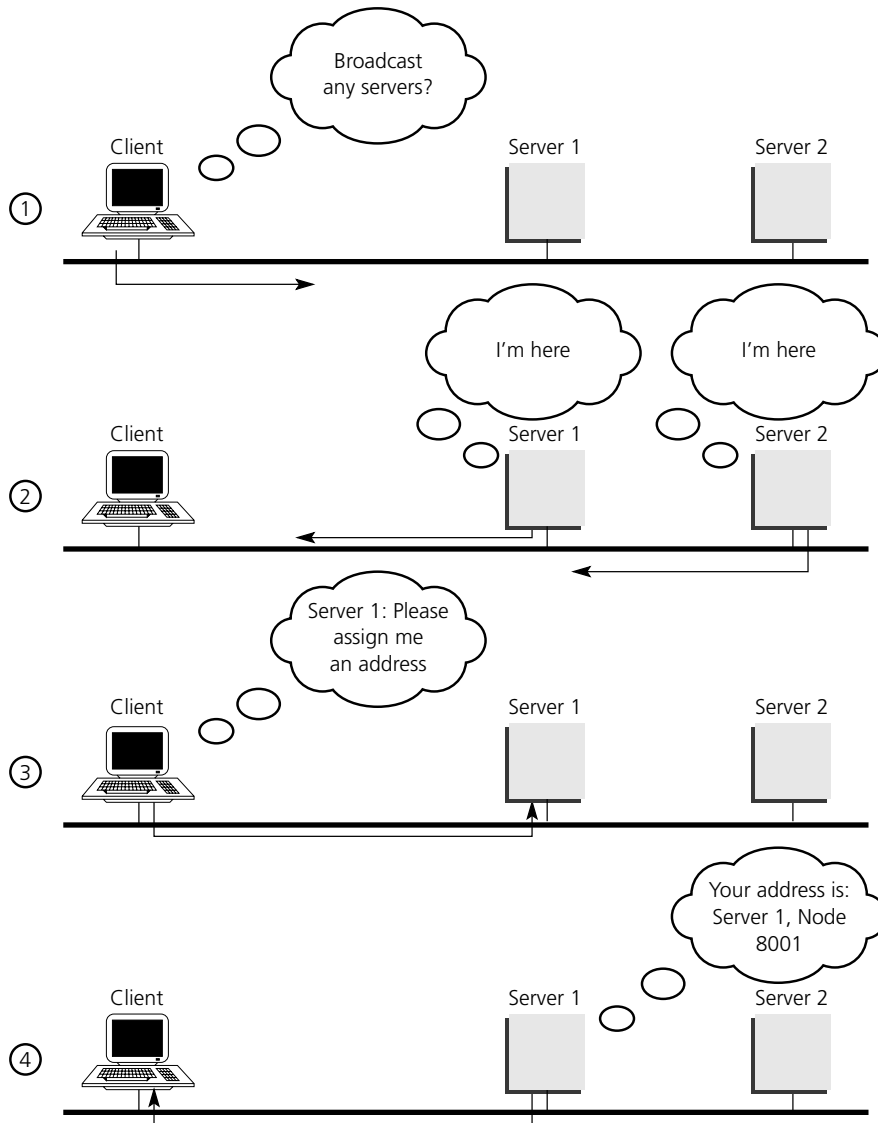 Broadcast
any servers?
Client
Server 1
Server 2
1
I'm here
I'm here
Client
Server 1
Server 2
2
Server 1: Please
assign me
an address
Client
Server 1
Server 2
3
Your address is:
Server 1, Node
8001
Client
Server 1
Server 2
4